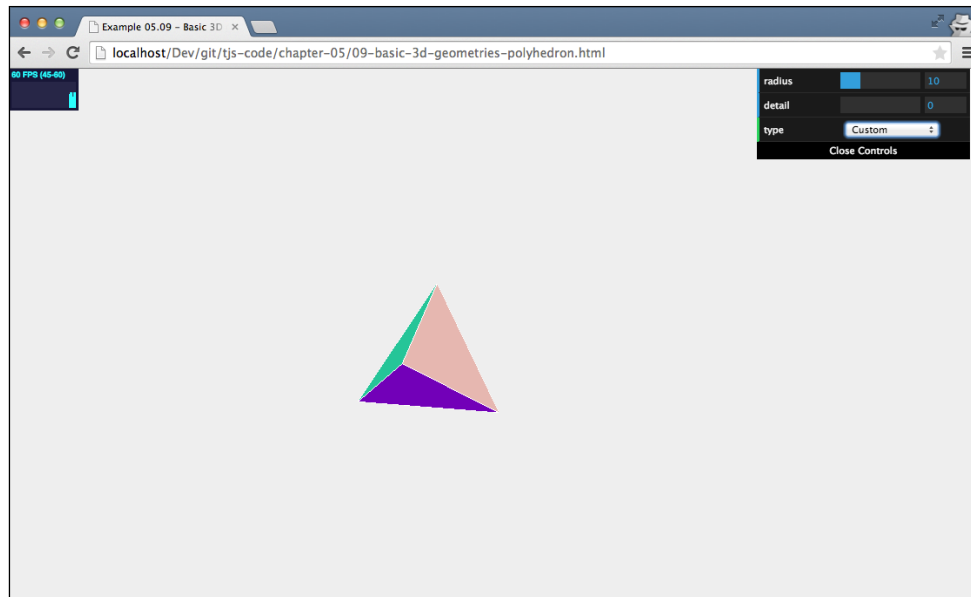 Example 05.09 - Basic 3D
localhost/Dev/git/tjs-code/chapter-05/09-basic-3d-geometries-polyhedron.html
60 FPS (45-60)
radius 10
detail 0
type Custom
Close Controls